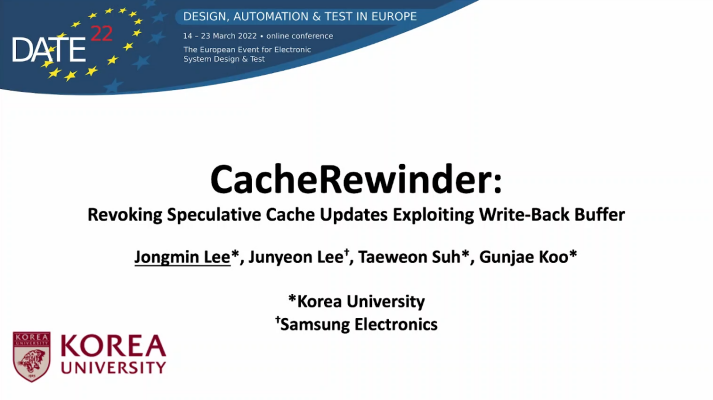 DATE 22
DESIGN, AUTOMATION & TEST IN EUROPE
14 – 23 March 2022 • online conference
The European Event for Electronic
System Design & Test
CacheRewinder:
Revoking Speculative Cache Updates Exploiting Write-Back Buffer
Jongmin Lee*, Junyeon Lee†, Taeweon Suh*, Gunjae Koo*
*Korea University
†Samsung Electronics
KOREA
UNIVERSITY
KOREA
UNIVERSITY